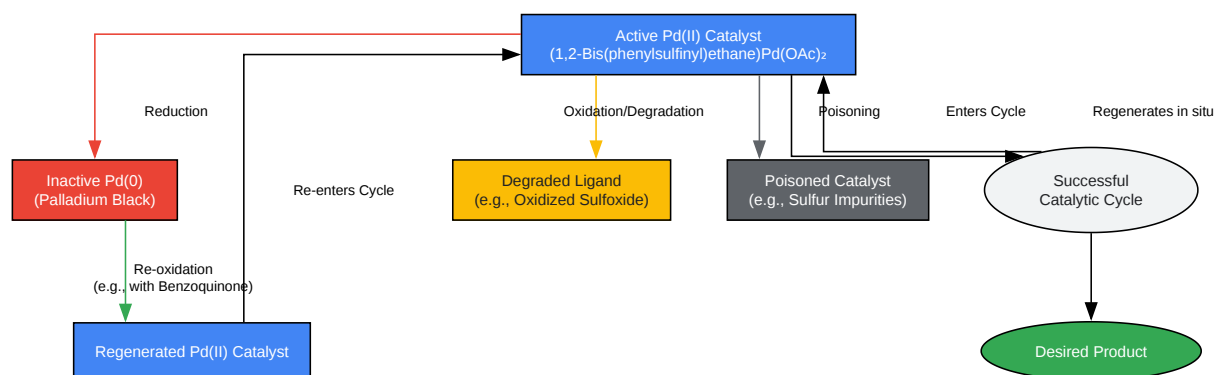 Active Pd(II) Catalyst
(1,2-Bis(phenylsulfinyl)ethane)Pd(OAc)₂
Reduction
Oxidation/Degradation
Poisoning
Enters Cycle
Regenerates in situ
Inactive Pd(0)
(Palladium Black)
Re-enters Cycle
Degraded Ligand
(e.g., Oxidized Sulfoxide)
Poisoned Catalyst
(e.g., Sulfur Impurities)
Successful
Catalytic Cycle
Re-oxidation
(e.g., with Benzoquinone)
Regenerated Pd(II) Catalyst
Desired Product